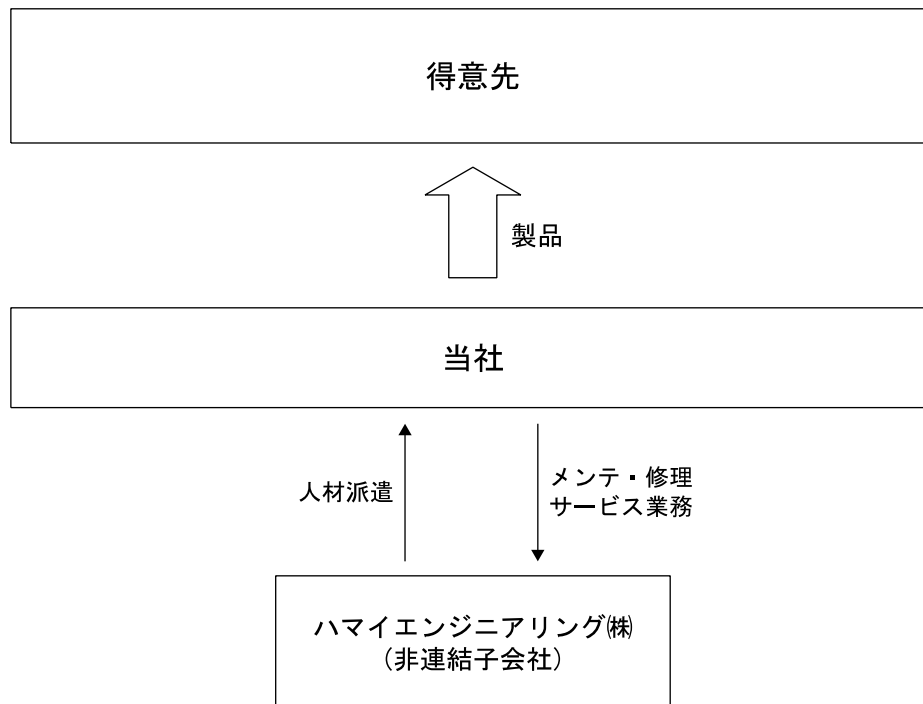 得意先
製品
当社
人材派遣
メンテ・修理
サービス業務
ハマイエンジニアリング㈱
（非連結子会社）